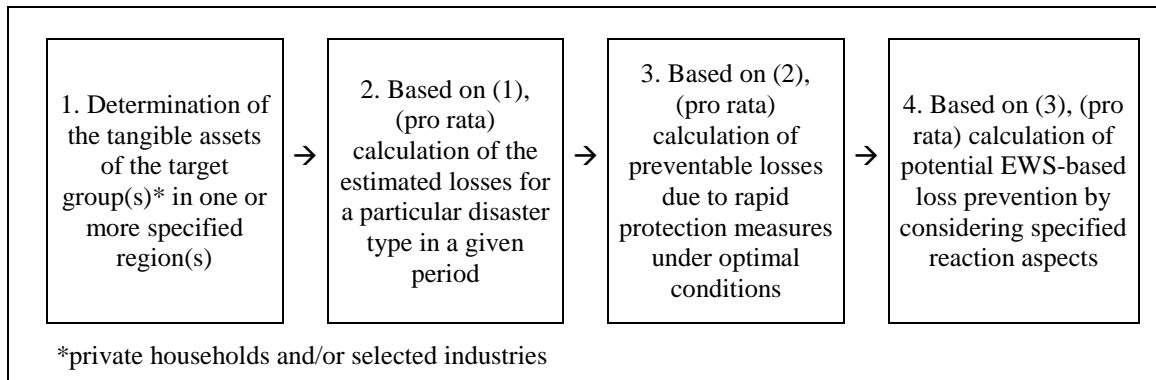 1. Determination of
the tangible assets
of the target
group(s)* in one or
more specified
region(s)
→
2. Based on (1),
(pro rata)
calculation of the
estimated losses for
a particular disaster
type in a given
period
→
3. Based on (2),
(pro rata)
calculation of
preventable losses
due to rapid
protection measures
under optimal
conditions
→
4. Based on (3), (pro
rata) calculation of
potential EWS-based
loss prevention by
considering specified
reaction aspects
*private households and/or selected industries